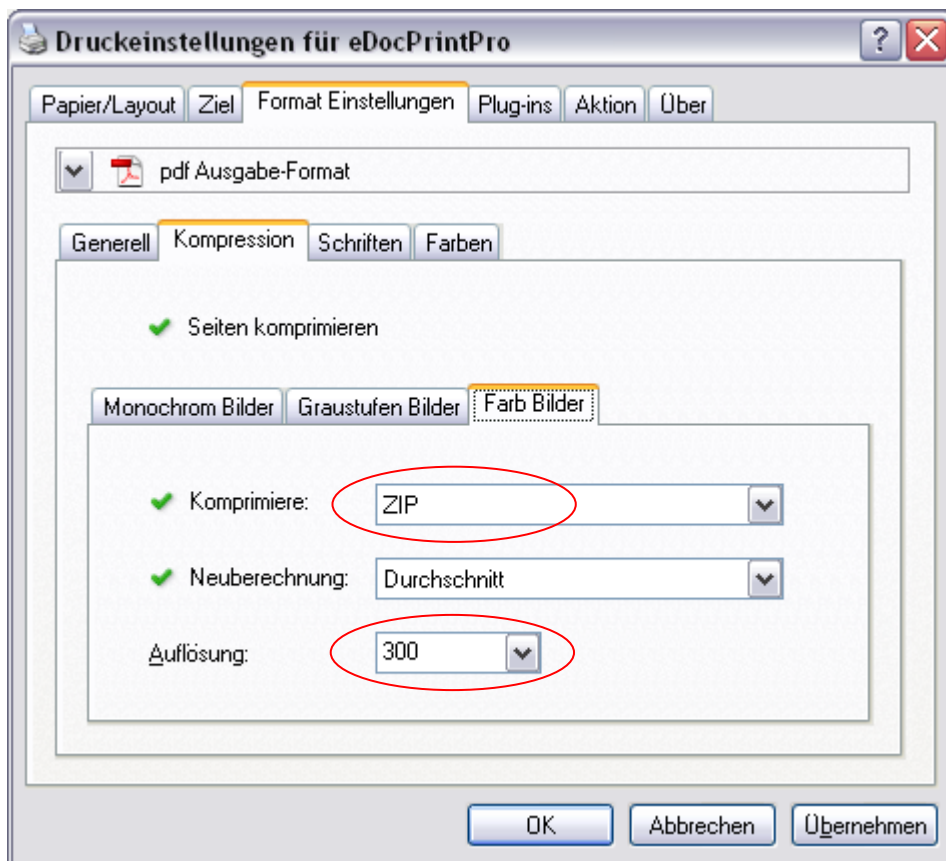 Druckeinstellungen für eDocPrintPro
Papier/Layout Ziel Format Einstellungen Plug-ins Aktion Über
pdf Ausgabe-Format
Generell Kompression Schriften Farben
Seiten komprimieren
Monochrom Bilder Graustufen Bilder Farb Bilder
Komprimiere: ZIP
Neuberechnung: Durchschnitt
Auflösung: 300
OK Abbrechen Übernehmen